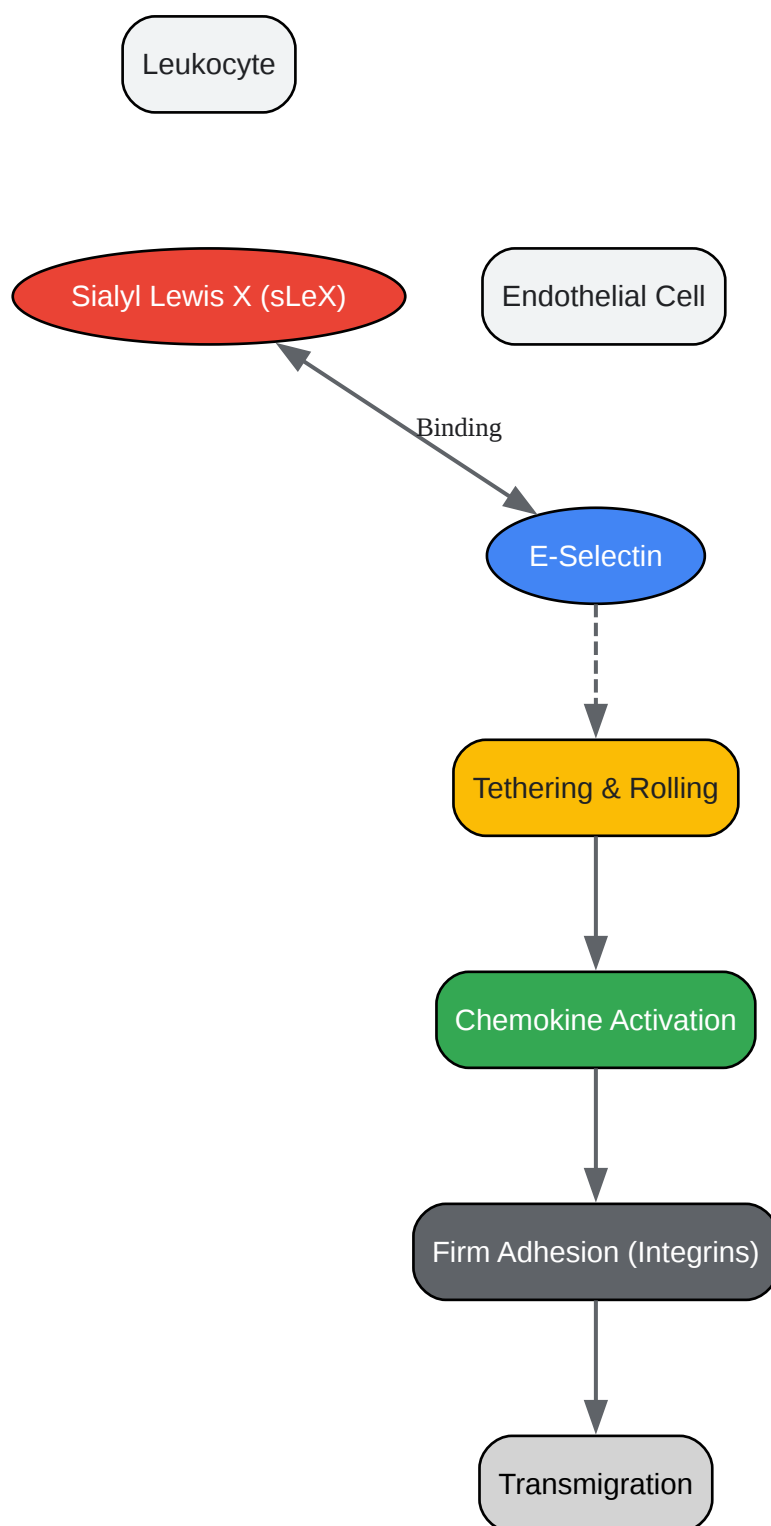 Leukocyte
Sialyl Lewis X (sLeX)
Endothelial Cell
Binding
E-Selectin
Tethering & Rolling
Chemokine Activation
Firm Adhesion (Integrins)
Transmigration